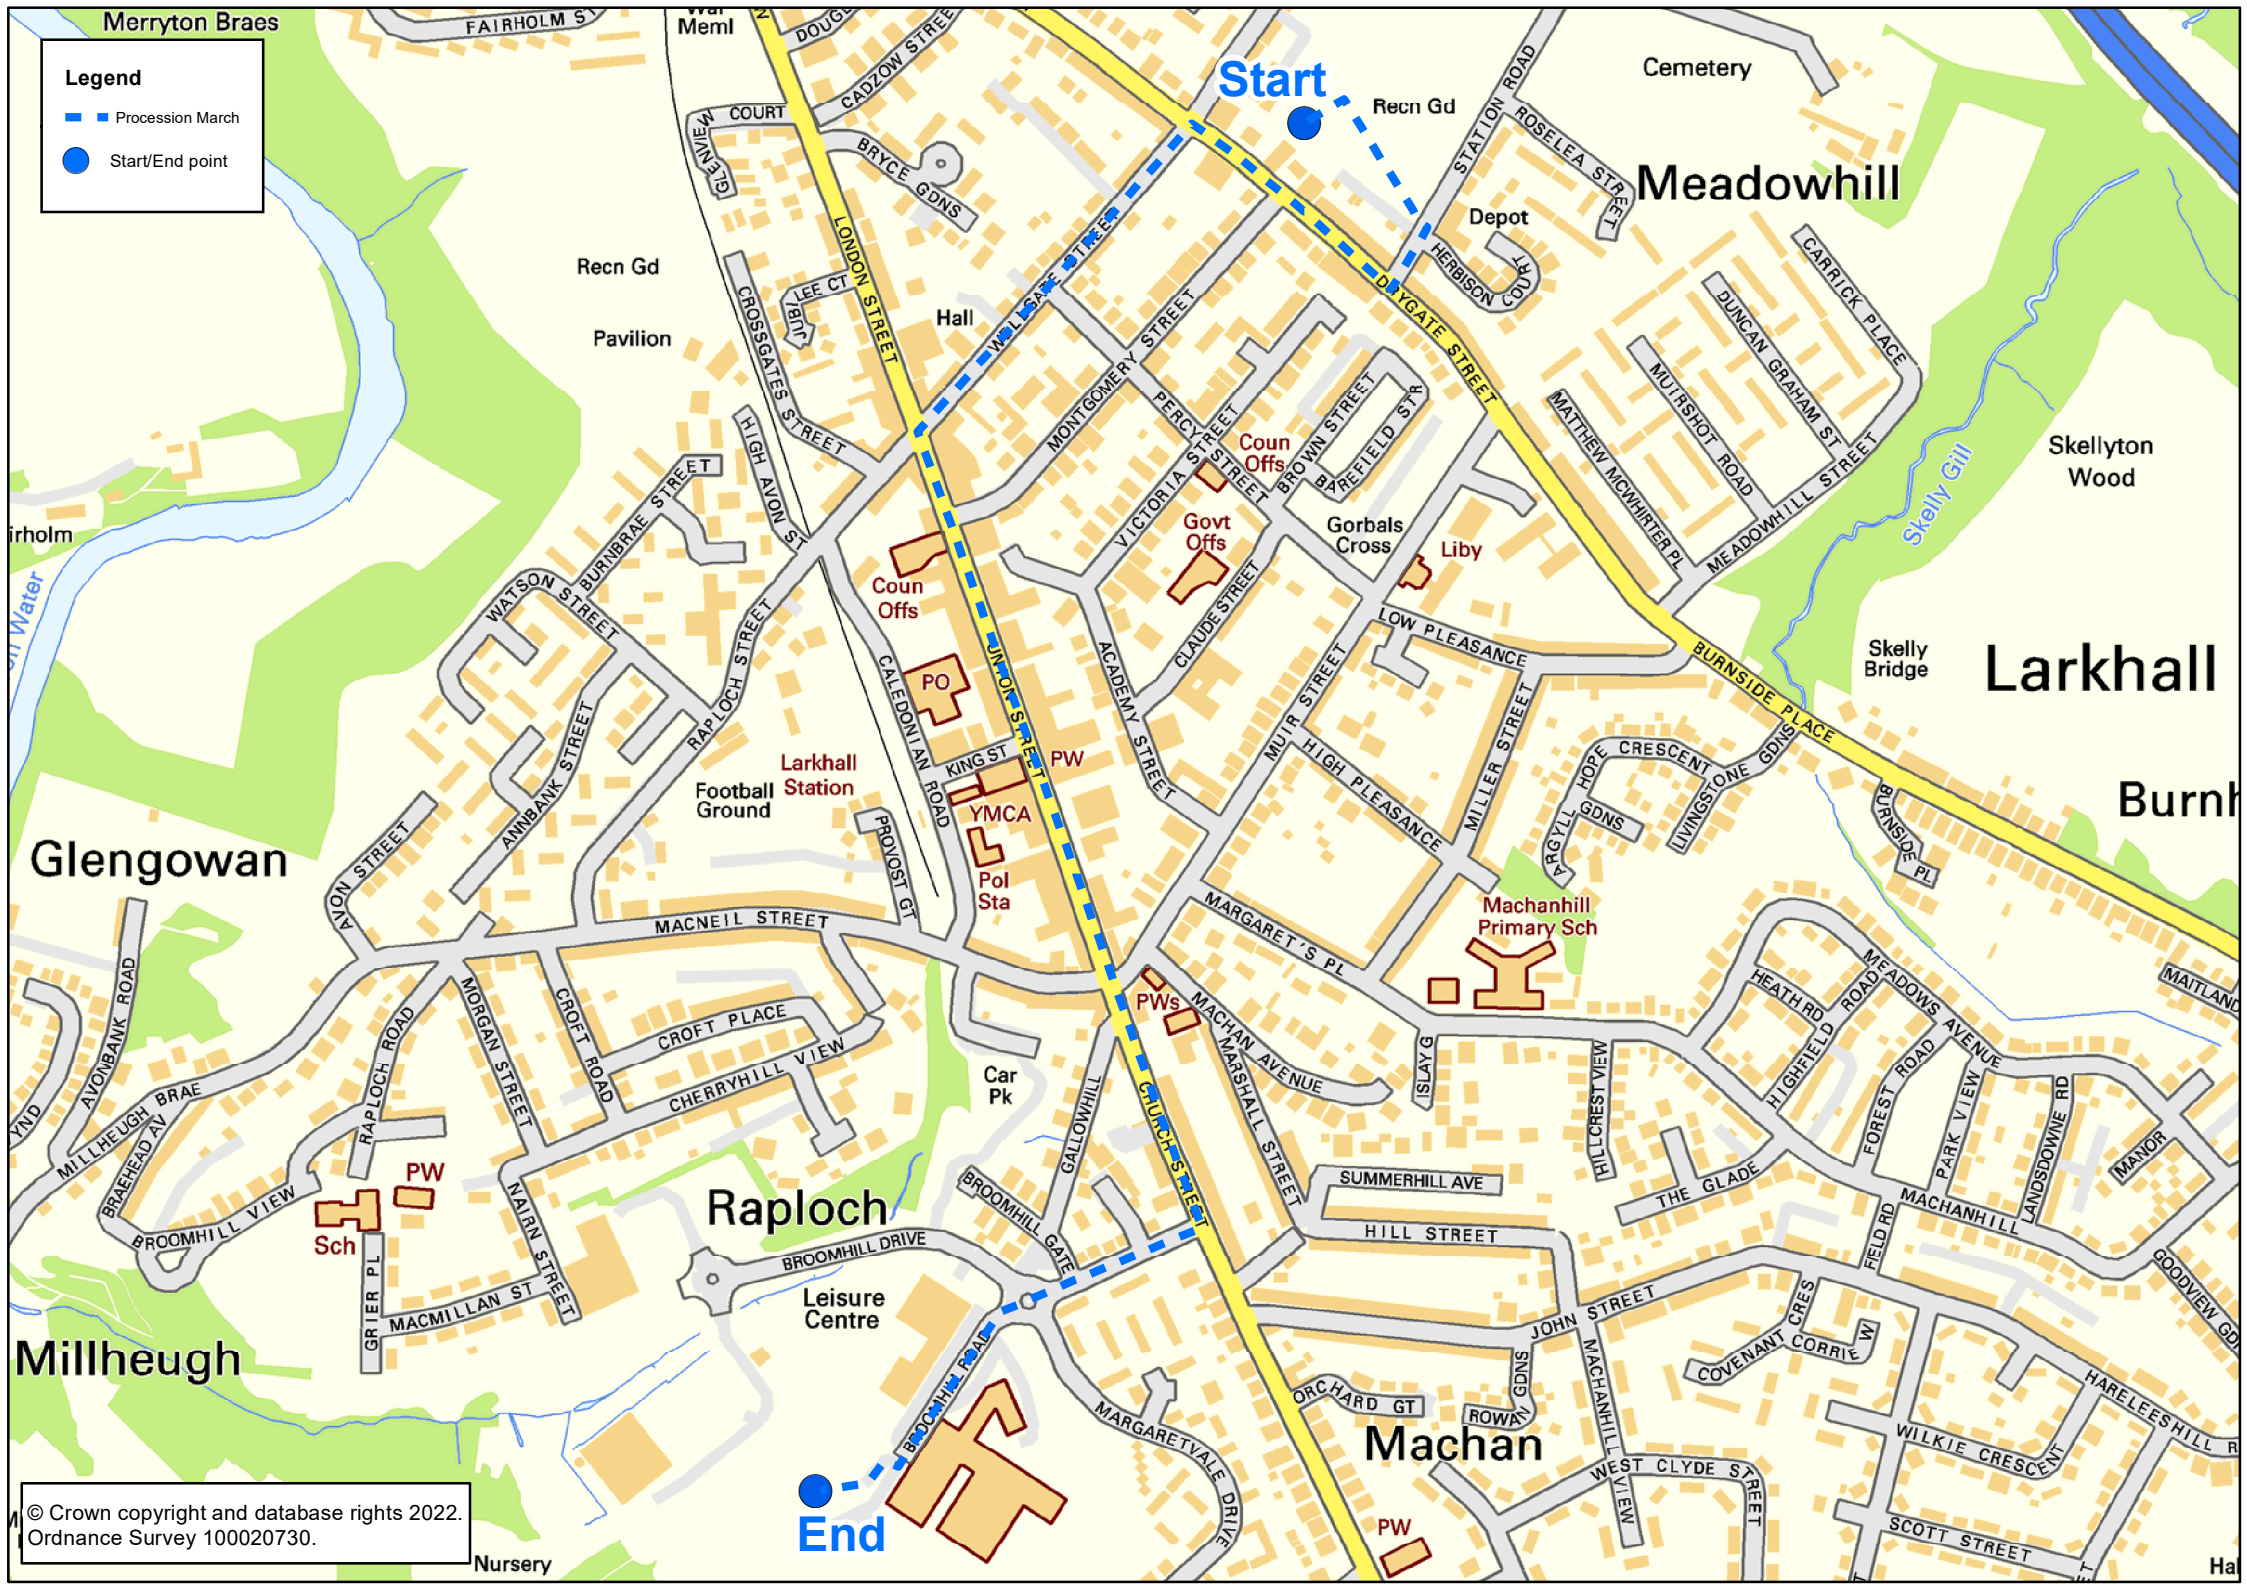 Merryton Braes
FAIRHOLM ST
War
Meml
DOUGL
CADZOW STREE
Legend
Procession March
Start/End point
COURT
GLENVIEW
BRYCE GDNS
Start
Recn Gd
STATION ROAD
Cemetery
ROSELEA STREET
Meadowhill
Depot
HERBISON COURT
CARRICK PLACE
DUNCAN GRAHAM ST
MUIRSHOT ROAD
MATTHEW MCWHIRTER PL
MEADOWHILL STREET
Skelly Gill
Skellyton
Wood
Recn Gd
Pavilion
LONDON STREET
LEE CT
JUBI
CROSSGATES STREET
Hall
WELLGATE STREET
DRYGATE STREET
MONTGOMERY STREET
PERCY STREET
VICTORIA STREET
Coun
Offs
BROWN STREET
BAREFIELD STR
Gorbals
Cross
Govt
Offs
Liby
HIGH AVON ST
BURNBRAE STREET
WATSON STREET
irholm
on Water
Coun
Offs
CLAUDE STREET
ACADEMY STREET
LOW PLEASANCE
BURNSIDE PLACE
Skelly
Bridge
Larkhall
RAPLOCH STREET
CALEDONIAN ROAD
PO
UNION STREET
KING ST
PW
YMCA
Pol
Sta
MUIR STREET
HIGH PLEASANCE
MILLER STREET
HOPE CRESCENT
ARGYLL GDNS
LIVINGSTONE GDNS
BURNSIDE PL
Burnh
Larkhall
Station
Football
Ground
ANNBANK STREET
AVON STREET
Glengowan
PROVOST GT
MACNEIL STREET
MARGARET'S PL
Machanhill
Primary Sch
MEADOWS AVENUE
HEATH RD
HIGHFIELD ROAD
MAITLAND
AVONBANK ROAD
MORGAN STREET
CROFT ROAD
CROFT PLACE
CHERRYHILL VIEW
RAPLOCH ROAD
PWs
MACHAN AVENUE
MARSHALL STREET
ISLAY G
HILLCREST VIEW
FOREST ROAD
PARK VIEW
LANSDOWNE RD
MANOR
YND
MILLHEUGH BRAE
BRAEHEAD AV
BROOMHILL VIEW
Car
Pk
GALLOWHILL
CHURCH STREET
SUMMERHILL AVE
THE GLADE
MACHANHILL
FIELD RD
GOODVIEW GDN
PW
Sch
GRIER PL
NAIRN STREET
MACMILLAN ST
Raploch
BROOMHILL GATE
BROOMHILL DRIVE
Leisure
Centre
HILL STREET
JOHN STREET
Millheugh
BROOMHILL ROAD
MARGARETVALE DRIVE
ORCHARD GT
ROWAN GDNS
MACHANHILL VIEW
COVENANT CRES
CORRIE W
HARELEESHILL R
WILKIE CRESCENT
Machan
WEST CLYDE STREET
SCOTT STREET
PW
End
© Crown copyright and database rights 2022.
Ordnance Survey 100020730.
Nursery
Hal